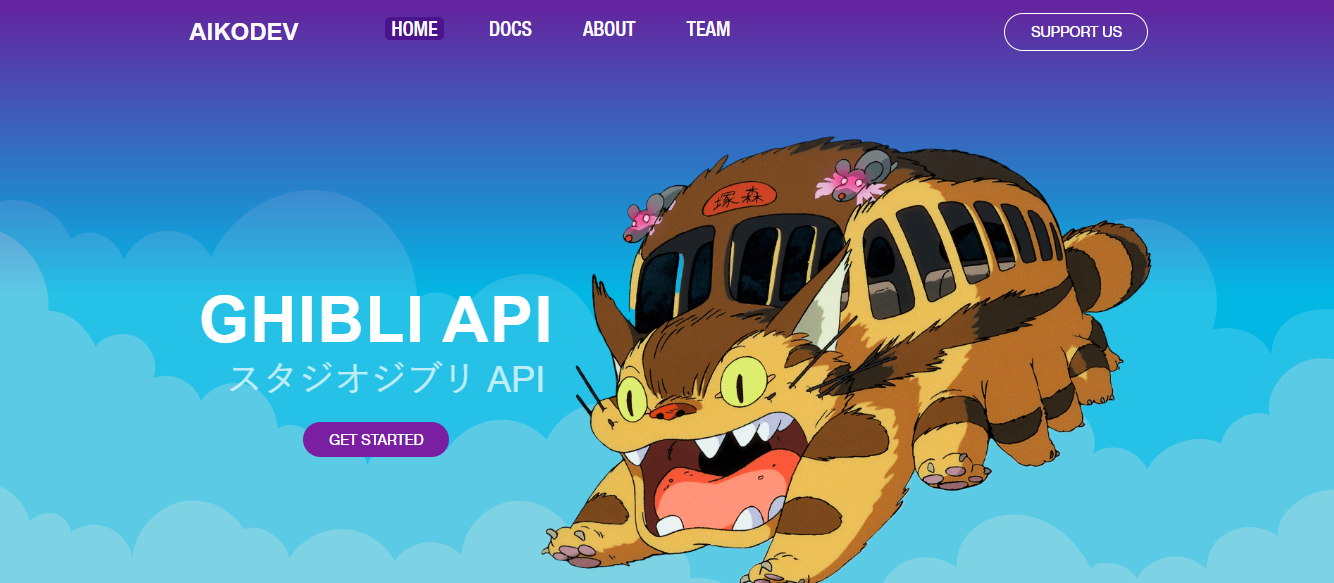 AIKODEV
HOME
DOCS
ABOUT
TEAM
SUPPORT US
塚森
GHIBLI API
スタジオジブリ API
GET STARTED